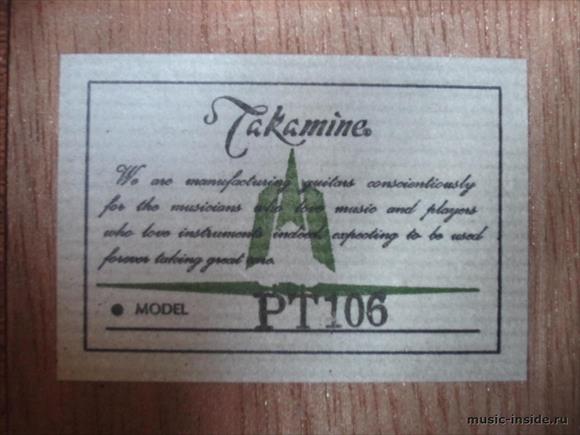 Takamine®
We are manufacturing guitars conscientiously
for the musicians who love music and players
who love instruments indeed expecting to be used
forever taking great care.
● MODEL PT106
music-inside.ru